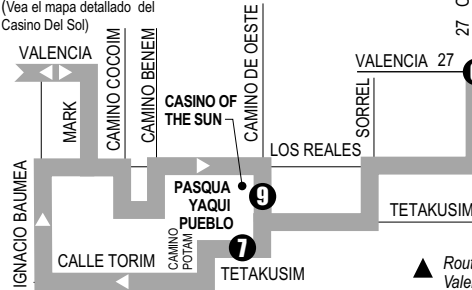 (Vea el mapa detallado del
Casino Del Sol)
VALENCIA
MARK
CAMINO COCOIM
CAMINO BENEM
CAMINO DE OESTE
27
VALENCIA 27
SORREL
CASINO OF
THE SUN
LOS REALES
IGNACIO BAUMEA
PASQUA
YAQUI
PUEBLO
9
TETAKUSIM
CAMINO
POTAM
7
CALLE TORIM
TETAKUSIM
Rout
Vale